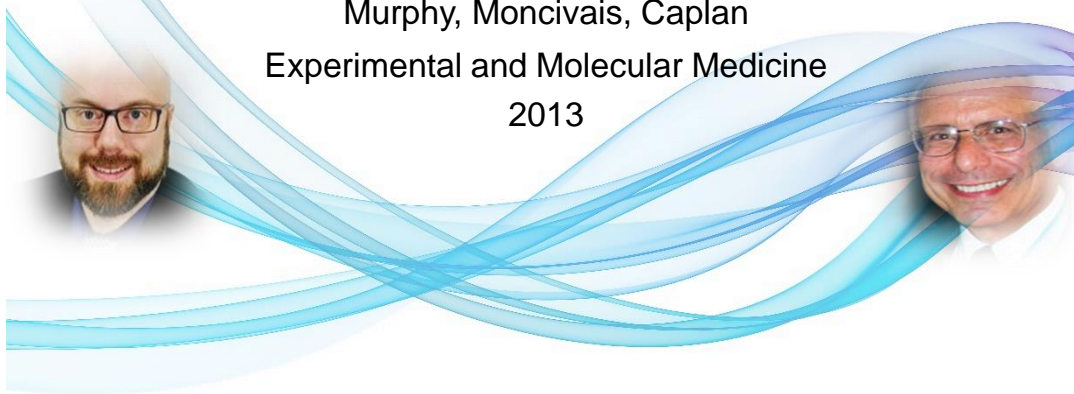 Murphy, Moncivais, Caplan
Experimental and Molecular Medicine
2013